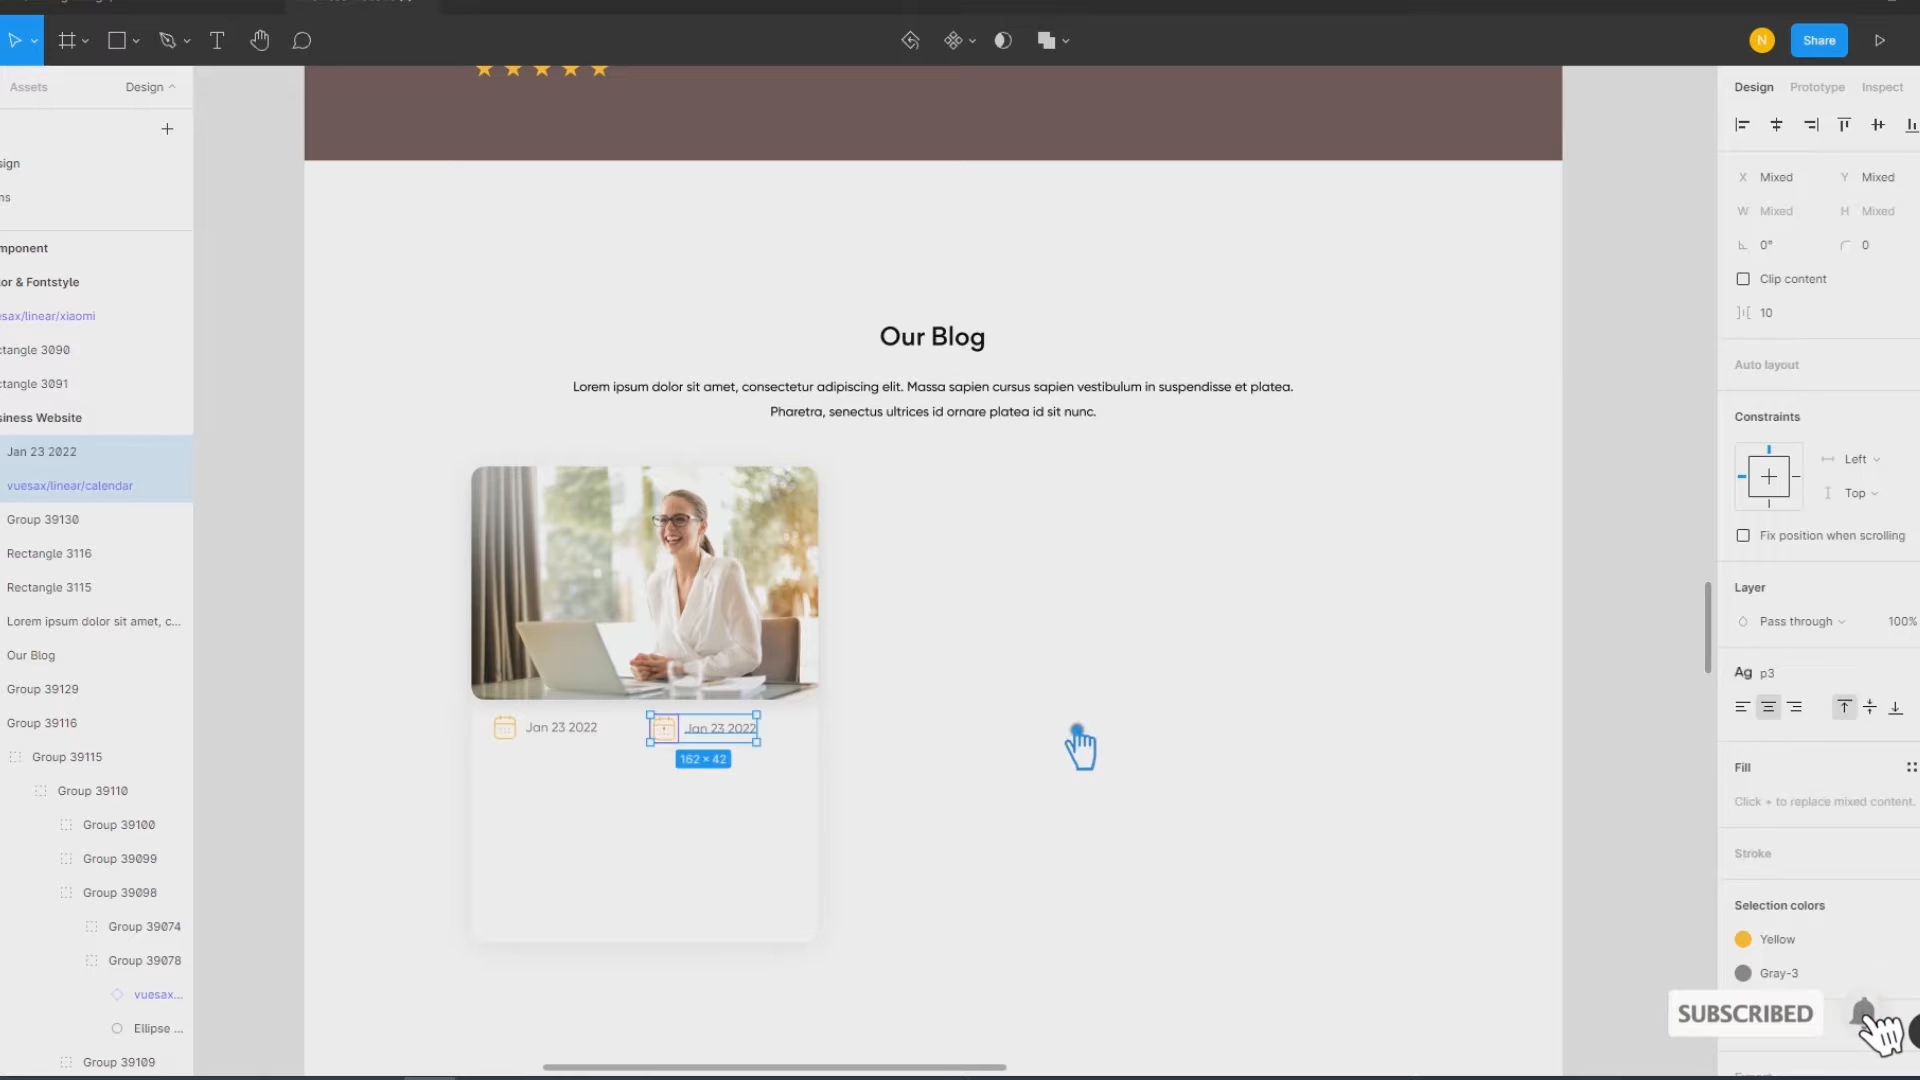 N
Share
Assets
Design
Design
Prototype
Inspect
X Mixed
Y Mixed
W Mixed
H Mixed
0°
0
Clip content
10
Auto layout
Constraints
Left
Top
Fix position when scrolling
Layer
Pass through
100%
Ag p3
Fill
Click + to replace mixed content.
Stroke
Selection colors
Yellow
Gray-3
SUBSCRIBED
sign
ns
mponent
or & Fontstyle
esax/linear/xiaomi
ctangle 3090
ctangle 3091
siness Website
Jan 23 2022
vuesax/linear/calendar
Group 39130
Rectangle 3116
Rectangle 3115
Lorem ipsum dolor sit amet, c...
Our Blog
Group 39129
Group 39116
Group 39115
Group 39110
Group 39100
Group 39099
Group 39098
Group 39074
Group 39078
vuesax...
Ellipse ...
Group 39109
Our Blog
Lorem ipsum dolor sit amet, consectetur adipiscing elit. Massa sapien cursus sapien vestibulum in suspendisse et platea.
Pharetra, senectus ultrices id ornare platea id sit nunc.
Jan 23 2022
Jan 23 2022
162 × 42